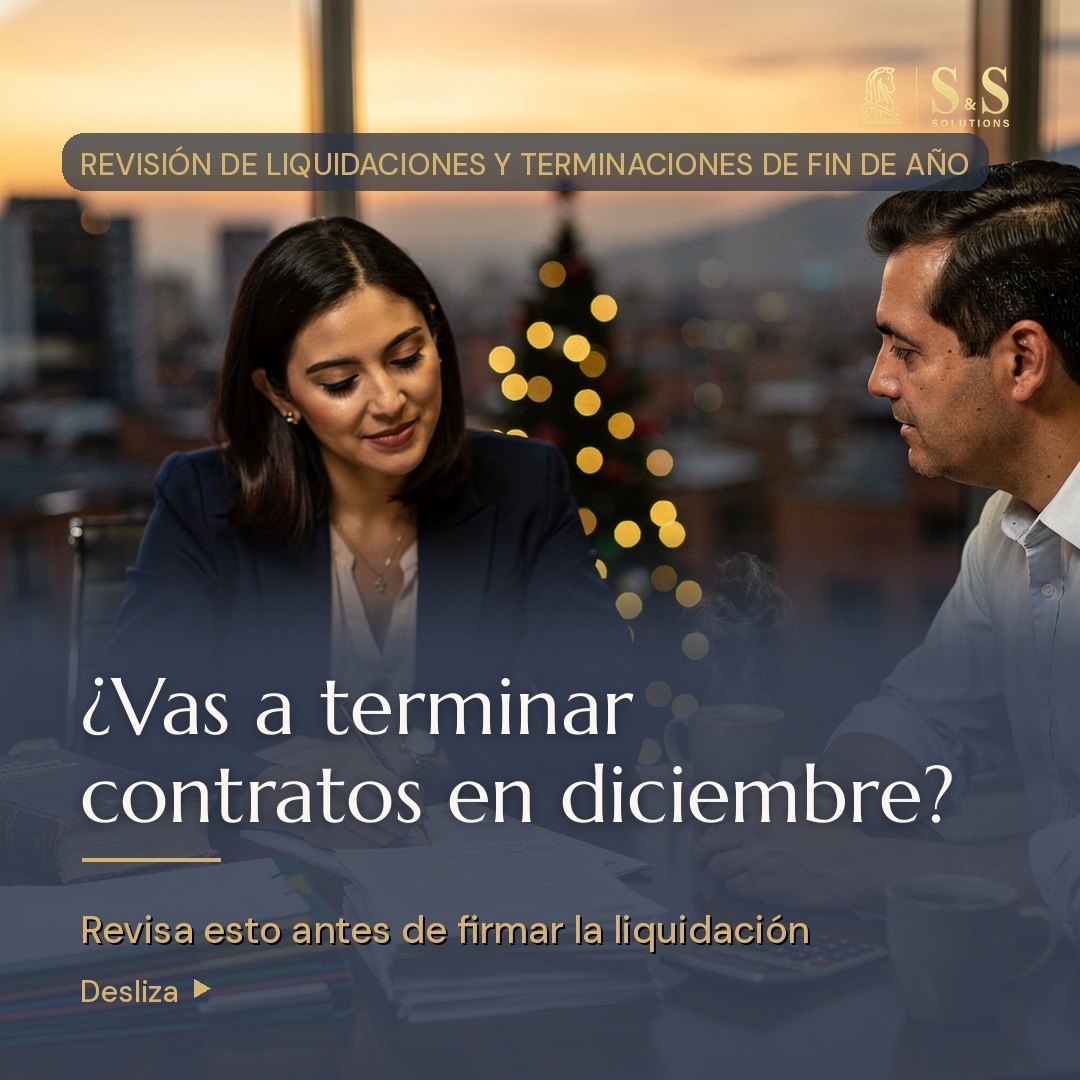 S&S
SOLUTIONS
REVISIÓN DE LIQUIDACIONES Y TERMINACIONES DE FIN DE AÑO
¿Vas a terminar
contratos en diciembre?
Revisa esto antes de firmar la liquidación
Desliza